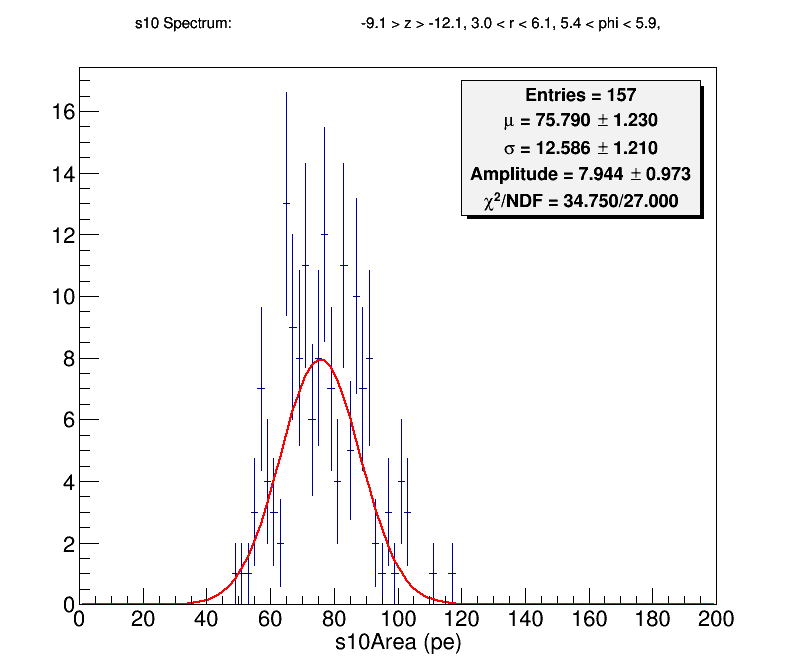 s10 Spectrum: -9.1 > z > -12.1, 3.0 < r < 6.1, 5.4 < phi < 5.9,
Entries = 157
μ = 75.790 ± 1.230
σ = 12.586 ± 1.210
Amplitude = 7.944 ± 0.973
χ²/NDF = 34.750/27.000
16
14
12
10
8
6
4
2
0
0 20 40 60 80 100 120 140 160 180 200
s10Area (pe)